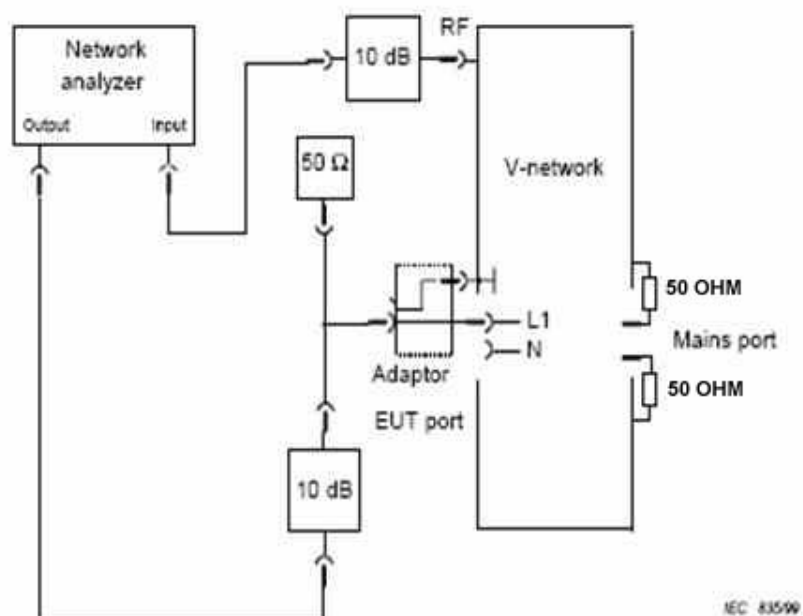 Network
analyzer
Output
Input
10 dB
RF
50 Ω
V-network
50 OHM
L1
Mains port
N
Adaptor
50 OHM
EUT port
10 dB
IEC 835/99